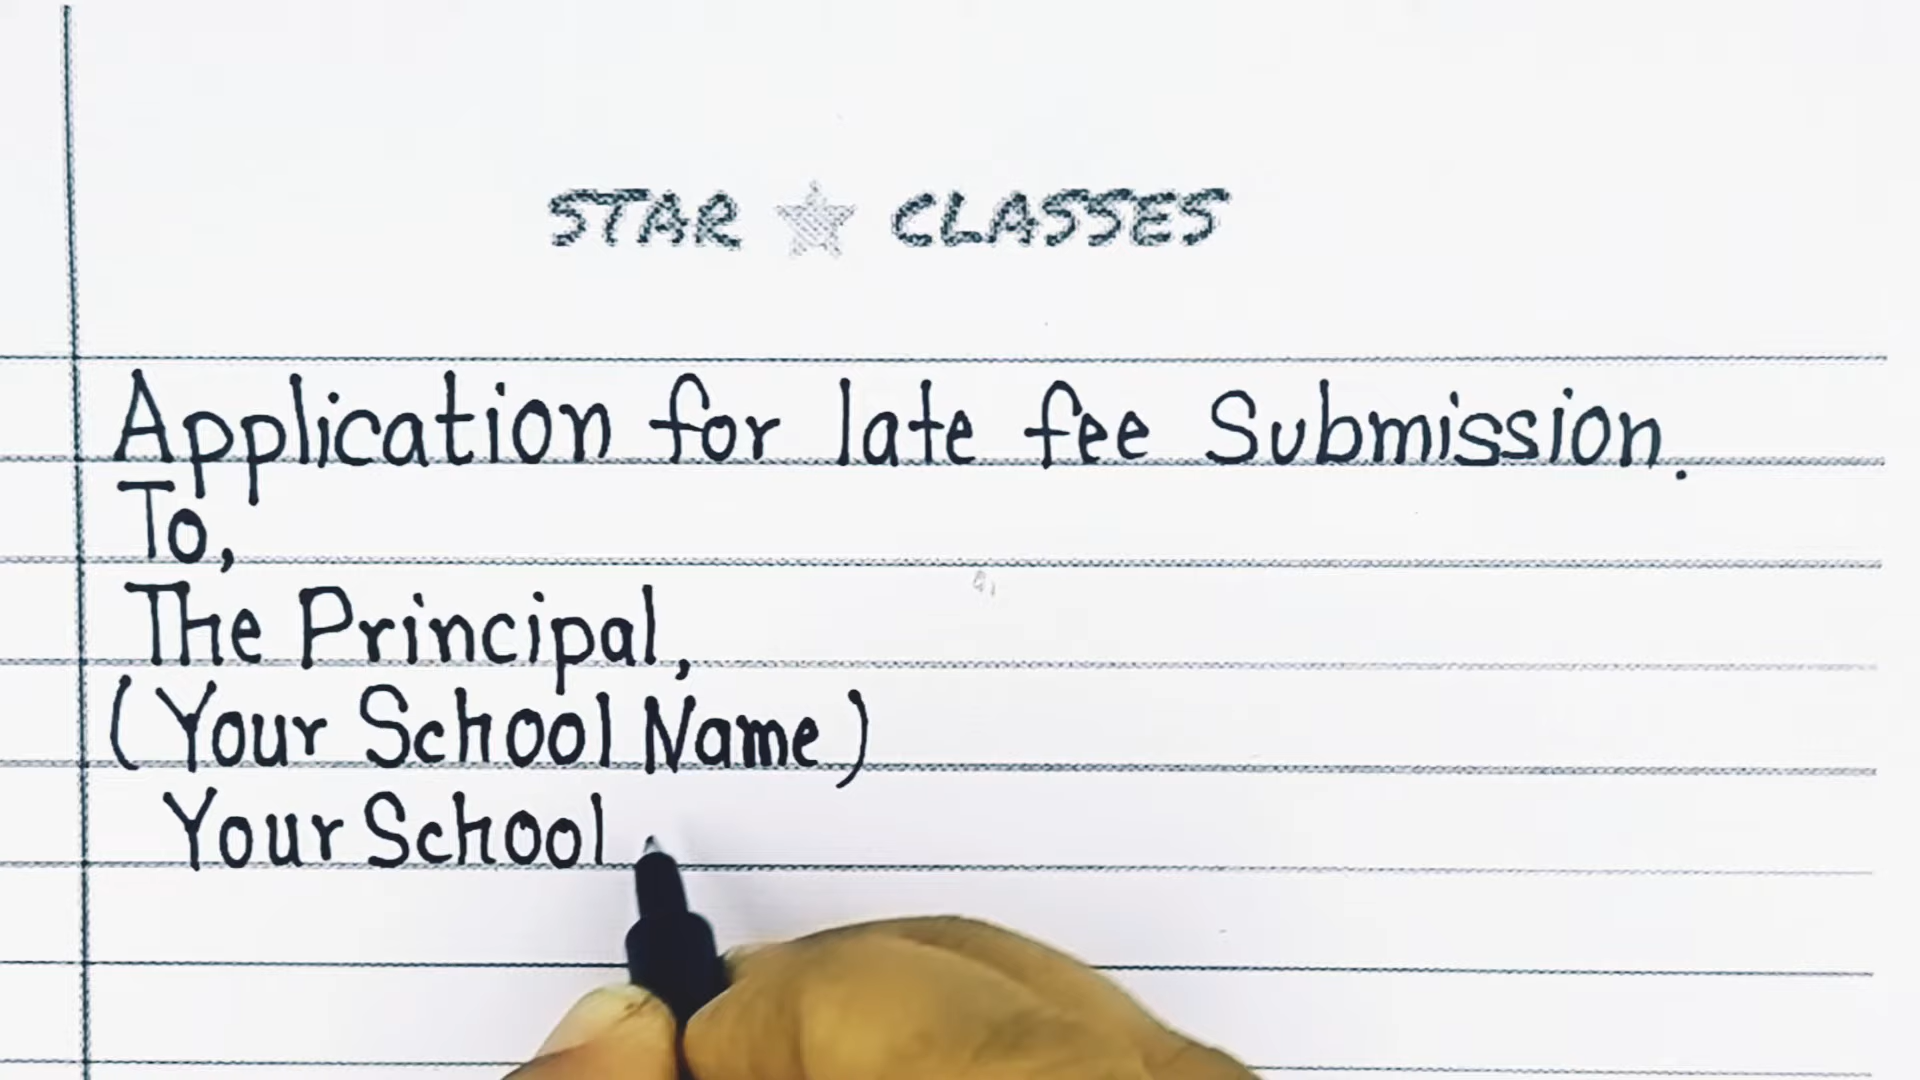 STAR CLASSES
Application for late fee Submission.
To,
The Principal,
(Your School Name)
Your School